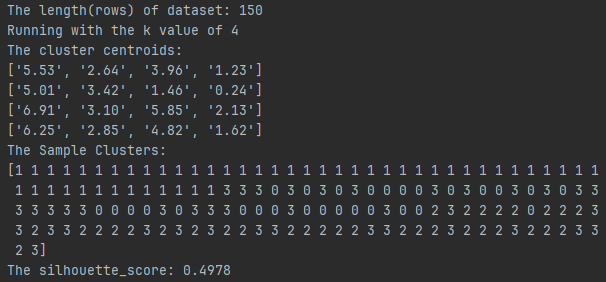 The length(rows) of dataset: 150
Running with the k value of 4
The cluster centroids:
['5.53', '2.64', '3.96', '1.23']
['5.01', '3.42', '1.46', '0.24']
['6.91', '3.10', '5.85', '2.13']
['6.25', '2.85', '4.82', '1.62']
The Sample Clusters:
[1 1 1 1 1 1 1 1 1 1 1 1 1 1 1 1 1 1 1 1 1 1 1 1 1 1 1 1 1 1 1 1 1 1 1 1 1
1 1 1 1 1 1 1 1 1 1 1 1 1 3 3 3 0 3 0 3 0 3 0 0 0 0 3 0 3 0 0 3 0 3 0 3 3
3 3 3 3 3 0 0 0 0 3 0 3 3 3 0 0 0 3 0 0 0 0 0 3 0 0 2 3 2 2 2 2 0 2 2 2 3
3 2 3 3 2 2 2 2 3 2 3 2 3 2 2 3 3 2 2 2 2 2 3 3 2 2 2 3 2 2 2 3 2 2 2 3 3
2 3]
The silhouette_score: 0.4978